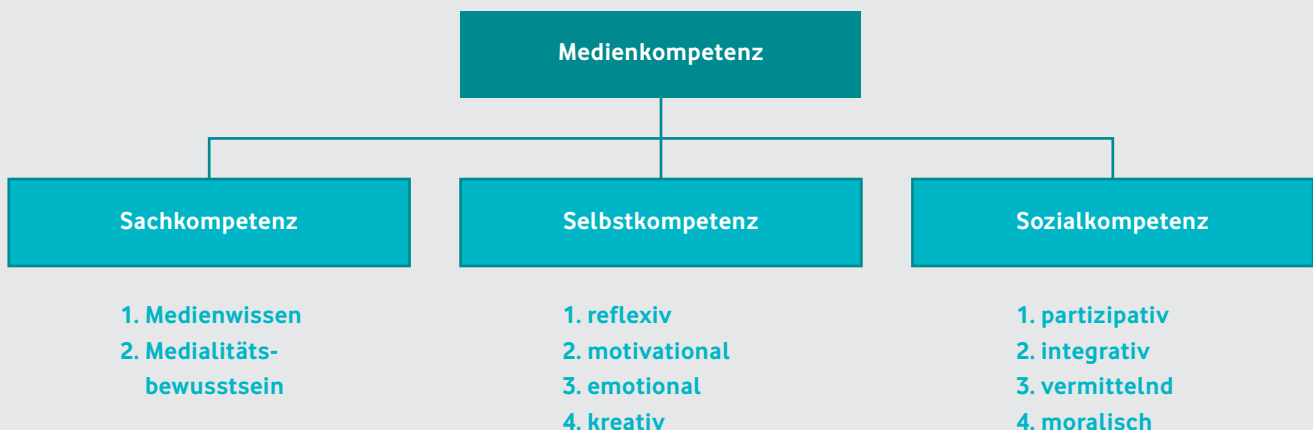 Medienkompetenz
Sachkompetenz
Selbstkompetenz
Sozialkompetenz
1. Medienwissen
2. Medialitäts-
bewusstsein
1. reflexiv
2. motivational
3. emotional
4. kreativ
1. partizipativ
2. integrativ
3. vermittelnd
4. moralisch